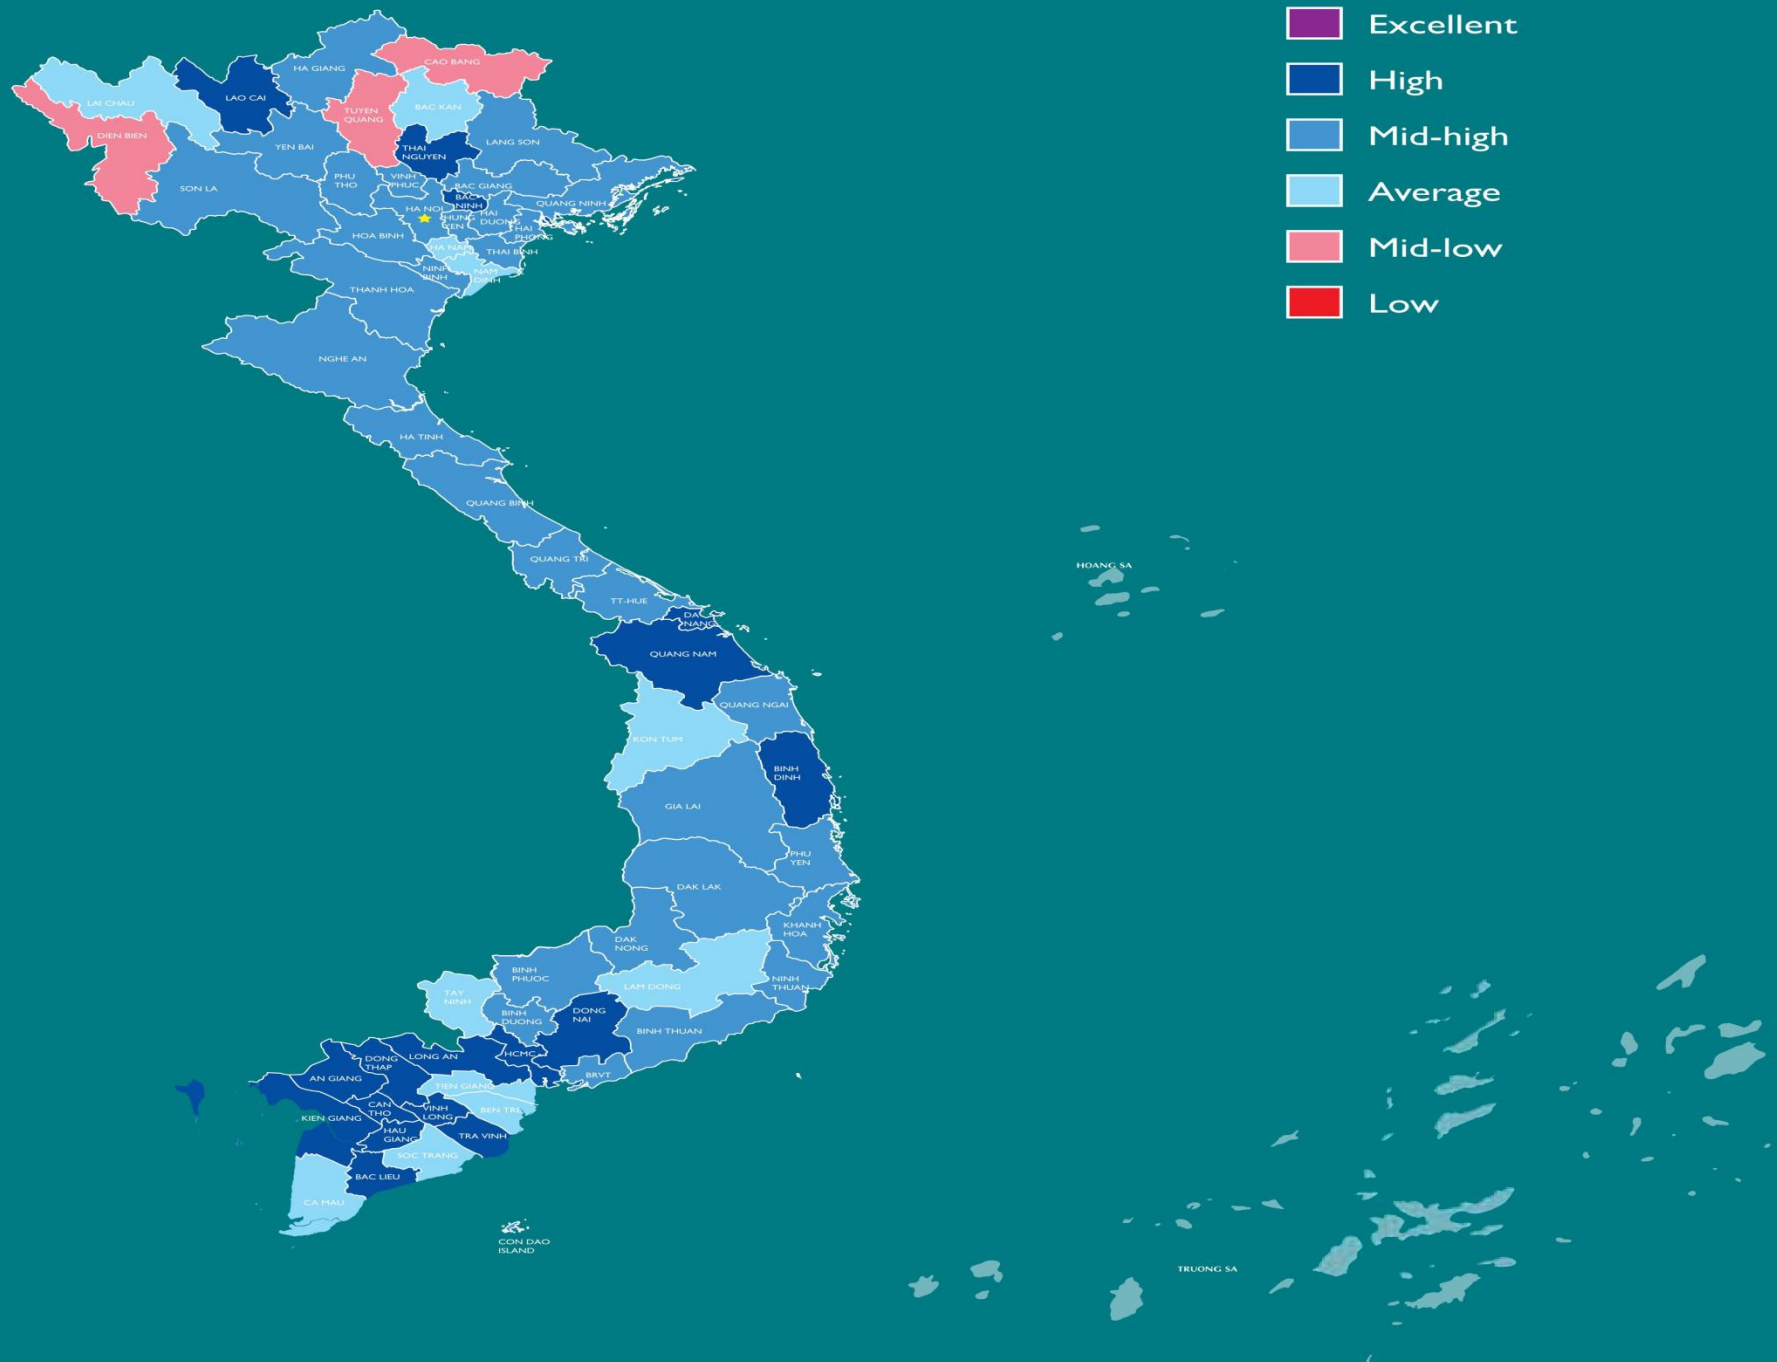 Excellent
High
Mid-high
Average
Mid-low
Low
HA GIANG
CAO BANG
LAI CHAU
LAO CAI
TUYEN
QUANG
BAC KAN
DIEN BIEN
YEN BAI
THAI
NGUYEN
LANG SON
SON LA
PHU
THO
VINH
PHUC
BAC GIANG
BAC
NINH
QUANG NINH
HA NOI
HUNG
YEN
HAI
DUONG
HAI
PHONG
HOA BINH
HA NAM
THAI BINH
NINH
BINH
NAM
DINH
THANH HOA
NGHE AN
HA TINH
QUANG BINH
QUANG TRI
TT-HUE
DA
NANG
QUANG NAM
QUANG NGAI
KON TUM
BINH
DINH
GIA LAI
PHU
YEN
DAK LAK
KHANH
HOA
DAK
NONG
BINH
PHUOC
NINH
THUAN
LAM DONG
TAY
NINH
BINH
DUONG
DONG
NAI
BINH THUAN
HCMC
LONG AN
DONG
THAP
BRVT
AN GIANG
TIEN GIANG
CAN
THO
VINH
LONG
BEN TRE
KIEN GIANG
HAU
GIANG
TRA VINH
SOC TRANG
BAC LIEU
CA MAU
CON DAO
ISLAND
HOANG SA
TRUONG SA